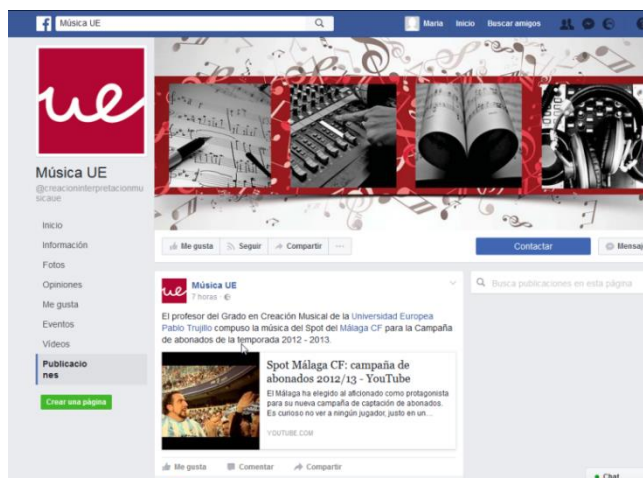 Música UE
Maria Inicio Buscar amigos
ue
Música UE
@creacioninterpretacionmu
sicaue
Inicio
Información
Fotos
Opiniones
Me gusta
Eventos
Vídeos
Publicacio
nes
Crear una página
Me gusta Seguir Compartir ... Contactar Mensaj
Música UE
7 horas ·
El profesor del Grado en Creación Musical de la Universidad Europea
Pablo Trujillo compuso la música del Spot del Málaga CF para la Campaña
de abonados de la temporada 2012 - 2013.
Spot Málaga CF: campaña de
abonados 2012/13 - YouTube
El Málaga ha elegido al aficionado como protagonista
para su nueva campaña de captación de abonados.
Es curioso no ver a ningún jugador, justo en un...
YOUTUBE.COM
Me gusta Comentar Compartir
Busca publicaciones en esta página
Chat